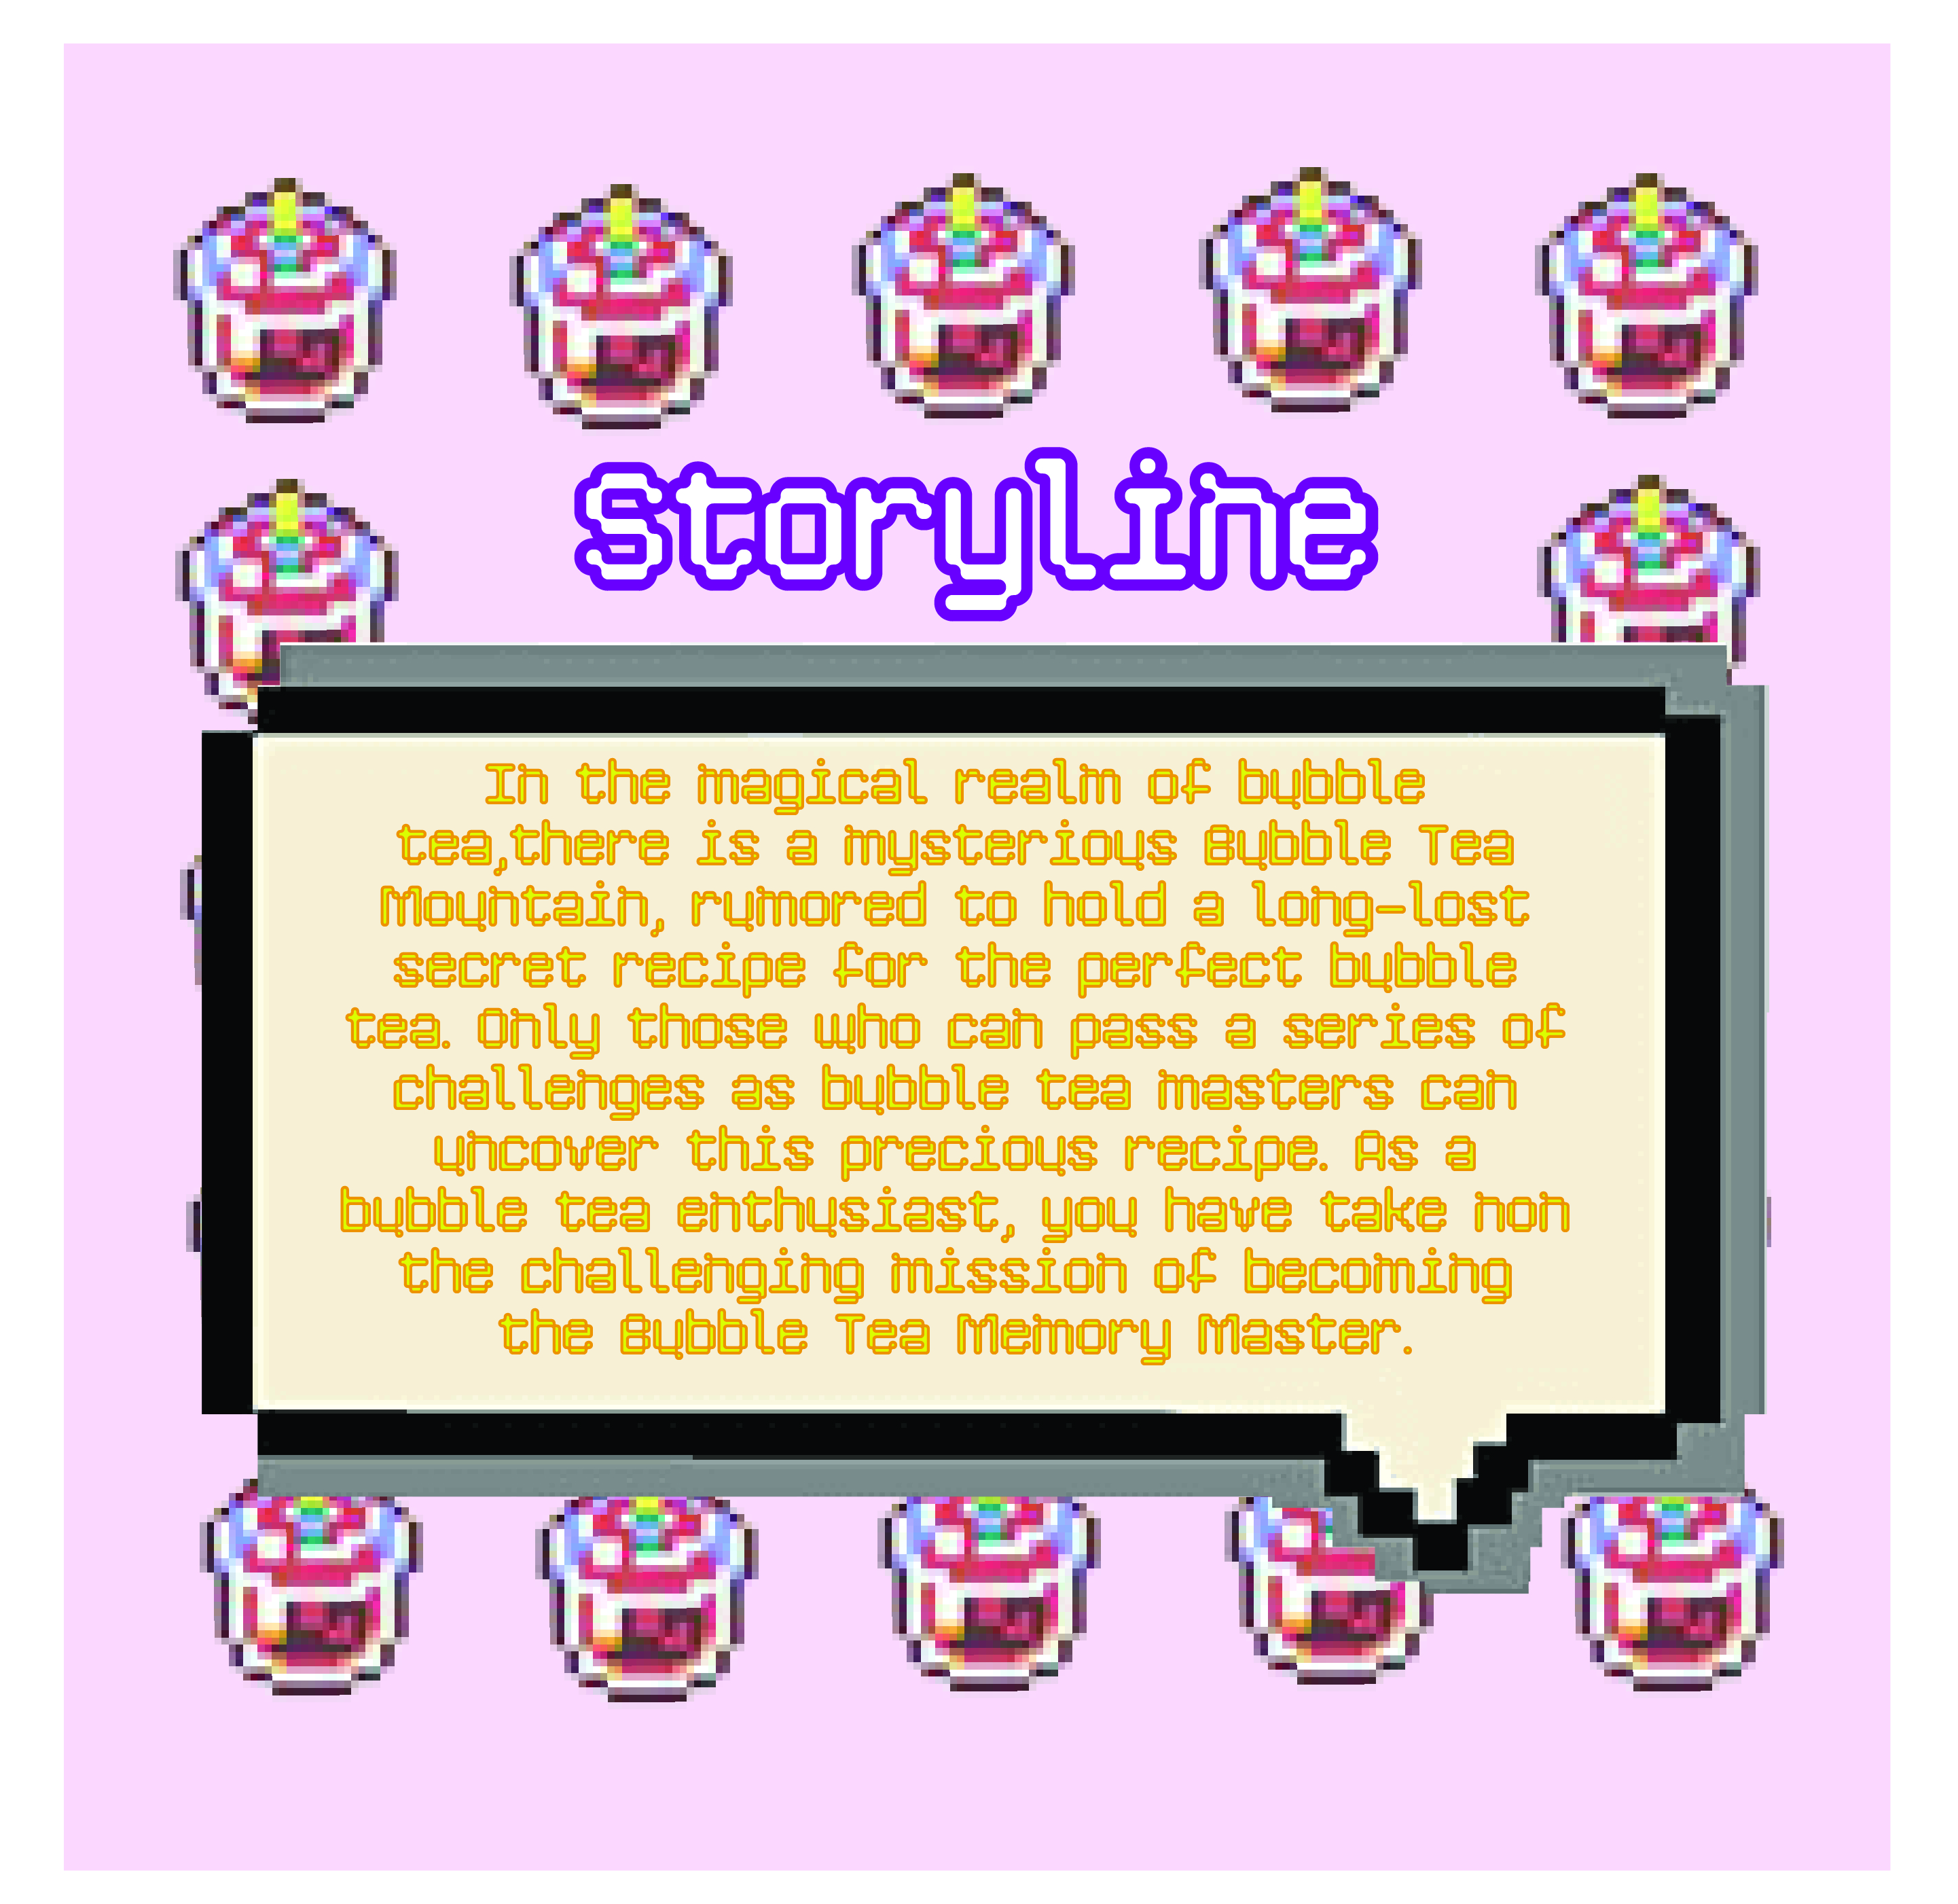 Storyline
In the magical realm of bubble
tea,there is a mysterious Bubble Tea
Mountain, rumored to hold a long-lost
secret recipe for the perfect bubble
tea. Only those who can pass a series of
challenges as bubble tea masters can
uncover this precious recipe. As a
bubble tea enthusiast, you have take non
the challenging mission of becoming
the Bubble Tea Memory Master.